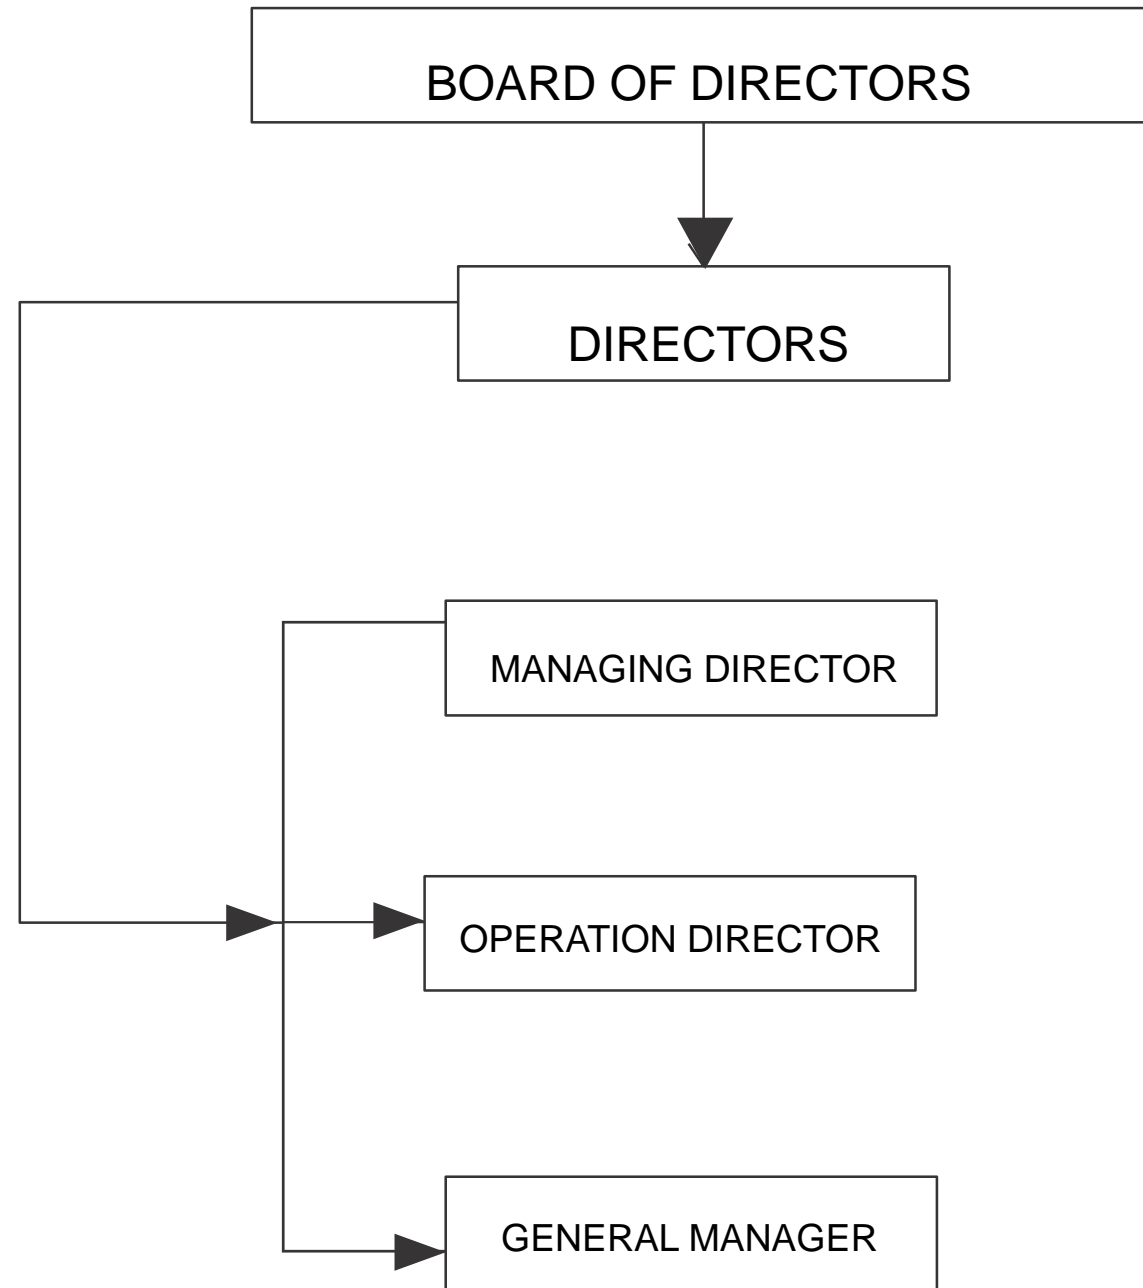 BOARD OF DIRECTORS
DIRECTORS
MANAGING DIRECTOR
OPERATION DIRECTOR
GENERAL MANAGER